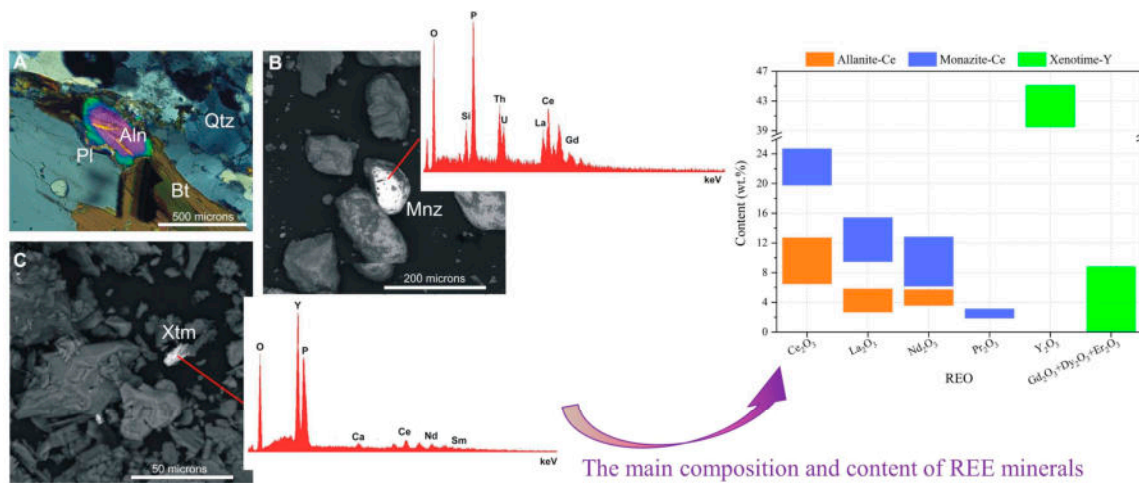 A
Aln
Qtz
Pl
Bt
500 microns
B
Mnz
200 microns
O
P
Si
Th
U
La
Ce
Gd
keV
C
Xtm
50 microns
O
Y
P
Ca
Ce
Nd
Sm
keV
Allanite-Ce Monazite-Ce Xenotime-Y
47
43
39
24
20
16
12
8
4
0
Content (wt.%)
Ce₂O₃ La₂O₃ Nd₂O₃ Pr₂O₃ Y₂O₃ Gd₂O₃+Dy₂O₃+Er₂O₃
REO
The main composition and content of REE minerals